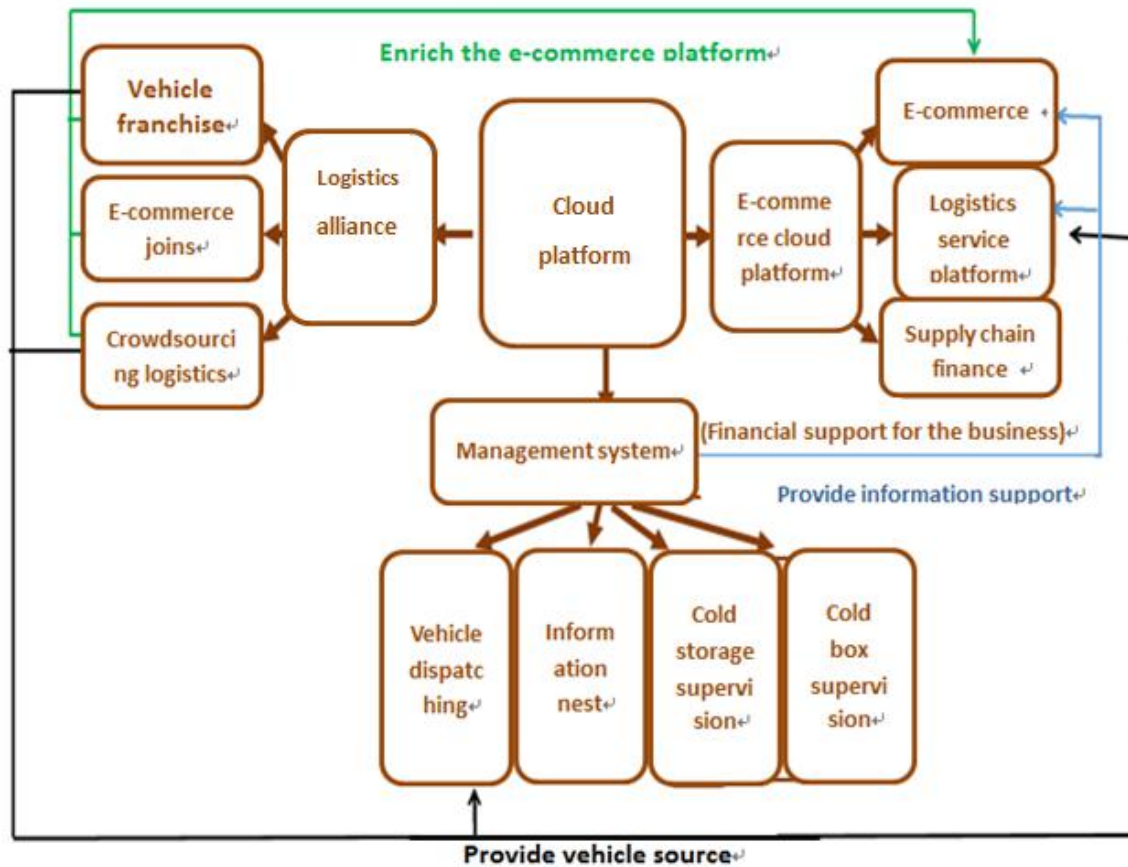 Enrich the e-commerce platform↵
Vehicle
franchise↵
E-commerce
joins↵
Crowdsourci
ng logistics↵
Logistics
alliance
Cloud
platform
E-comme
rce cloud
platform↵
E-commerce ↵
Logistics
service
platform↵
Supply chain
finance ↵
Management system↵
(Financial support for the business)↵
Provide information support↵
Vehicle
dispatc
hing↵
Inform
ation
nest↵
Cold
storage
supervi
sion↵
Cold
box
supervi
sion↵
Provide vehicle source↵